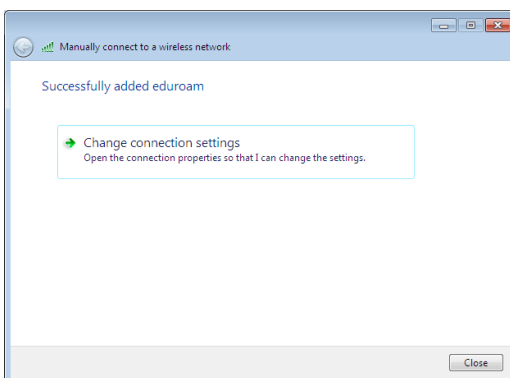 Manually connect to a wireless network
Successfully added eduroam
Change connection settings
Open the connection properties so that I can change the settings.
Close